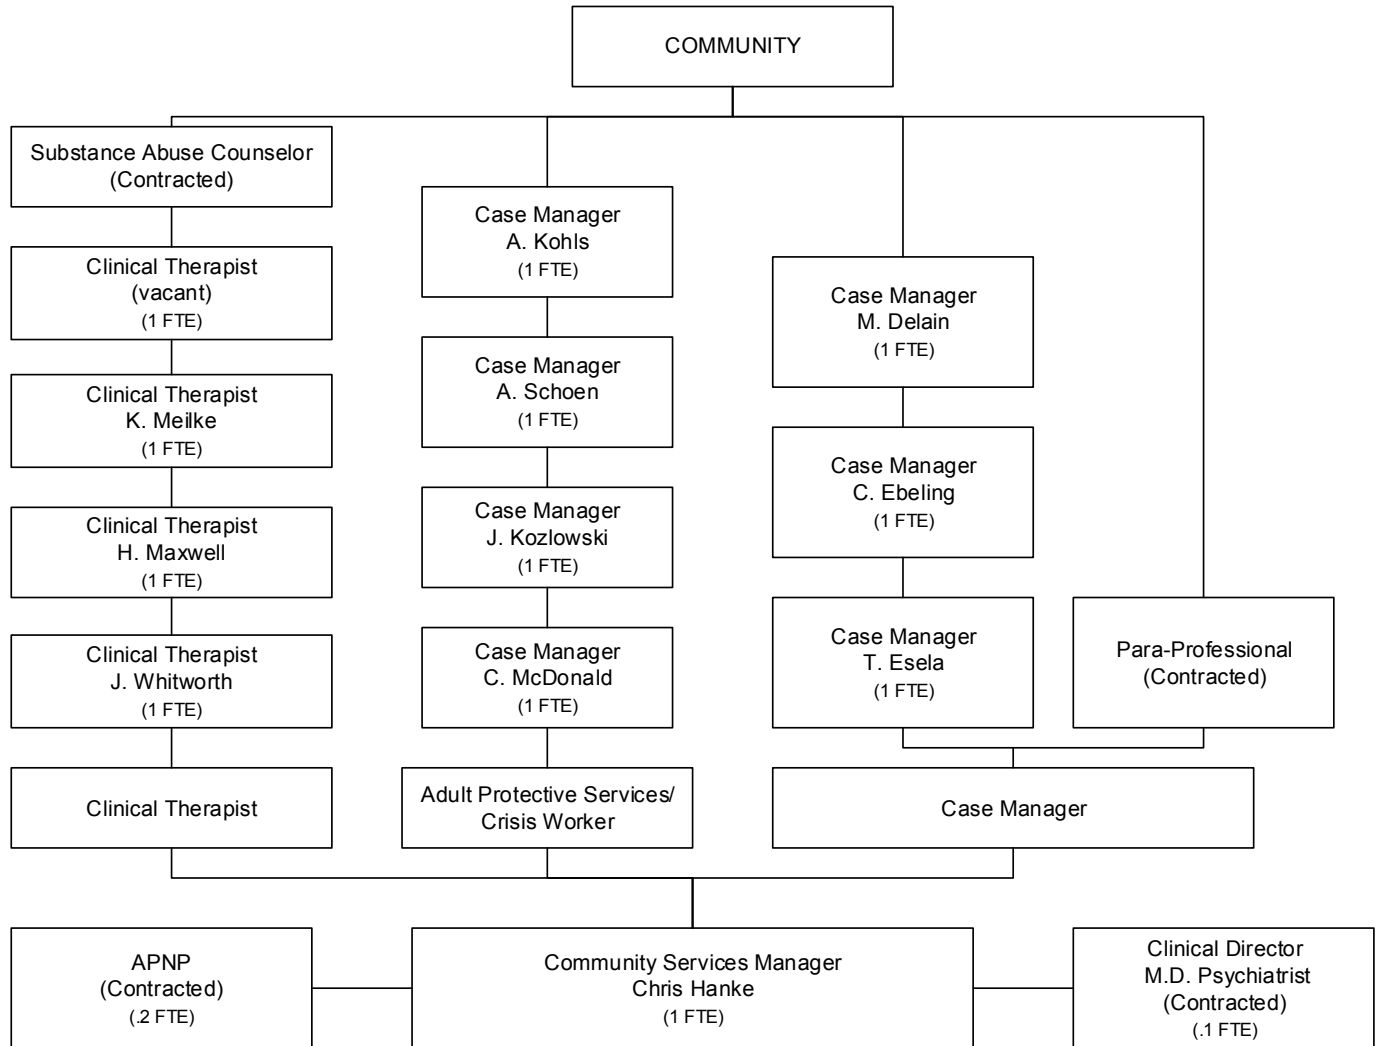 COMMUNITY
Substance Abuse Counselor
(Contracted)
Clinical Therapist
(vacant)
(1 FTE)
Clinical Therapist
K. Meilke
(1 FTE)
Clinical Therapist
H. Maxwell
(1 FTE)
Clinical Therapist
J. Whitworth
(1 FTE)
Clinical Therapist
Case Manager
A. Kohls
(1 FTE)
Case Manager
A. Schoen
(1 FTE)
Case Manager
J. Kozlowski
(1 FTE)
Case Manager
C. McDonald
(1 FTE)
Adult Protective Services/
Crisis Worker
Case Manager
M. Delain
(1 FTE)
Case Manager
C. Ebeling
(1 FTE)
Case Manager
T. Esela
(1 FTE)
Para-Professional
(Contracted)
Case Manager
APNP
(Contracted)
(.2 FTE)
Community Services Manager
Chris Hanke
(1 FTE)
Clinical Director
M.D. Psychiatrist
(Contracted)
(.1 FTE)